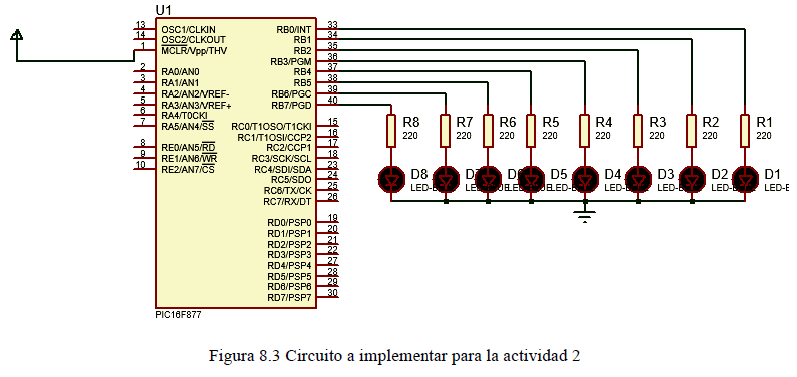 U1
13 OSC1/CLKIN
14 OSC2/CLKOUT
1 MCLR/Vpp/THV
2 RA0/AN0
3 RA1/AN1
4 RA2/AN2/VREF-
5 RA3/AN3/VREF+
6 RA4/T0CKI
7 RA5/AN4/SS
8 RE0/AN5/RD
9 RE1/AN6/WR
10 RE2/AN7/CS
RB0/INT 33
RB1 34
RB2 35
RB3/PGM 36
RB4 37
RB5 38
RB6/PGC 39
RB7/PGD 40
RC0/T1OSO/T1CKI 15
RC1/T1OSI/CCP2 16
RC2/CCP1 17
RC3/SCK/SCL 18
RC4/SDI/SDA 23
RC5/SDO 24
RC6/TX/CK 25
RC7/RX/DT 26
RD0/PSP0 19
RD1/PSP1 20
RD2/PSP2 21
RD3/PSP3 22
RD4/PSP4 27
RD5/PSP5 28
RD6/PSP6 29
RD7/PSP7 30
PIC16F877
R8 R7 R6 R5 R4 R3 R2 R1
220 220 220 220 220 220 220 220
D8 D5 D4 D3 D2 D1
Figura 8.3 Circuito a implementar para la actividad 2